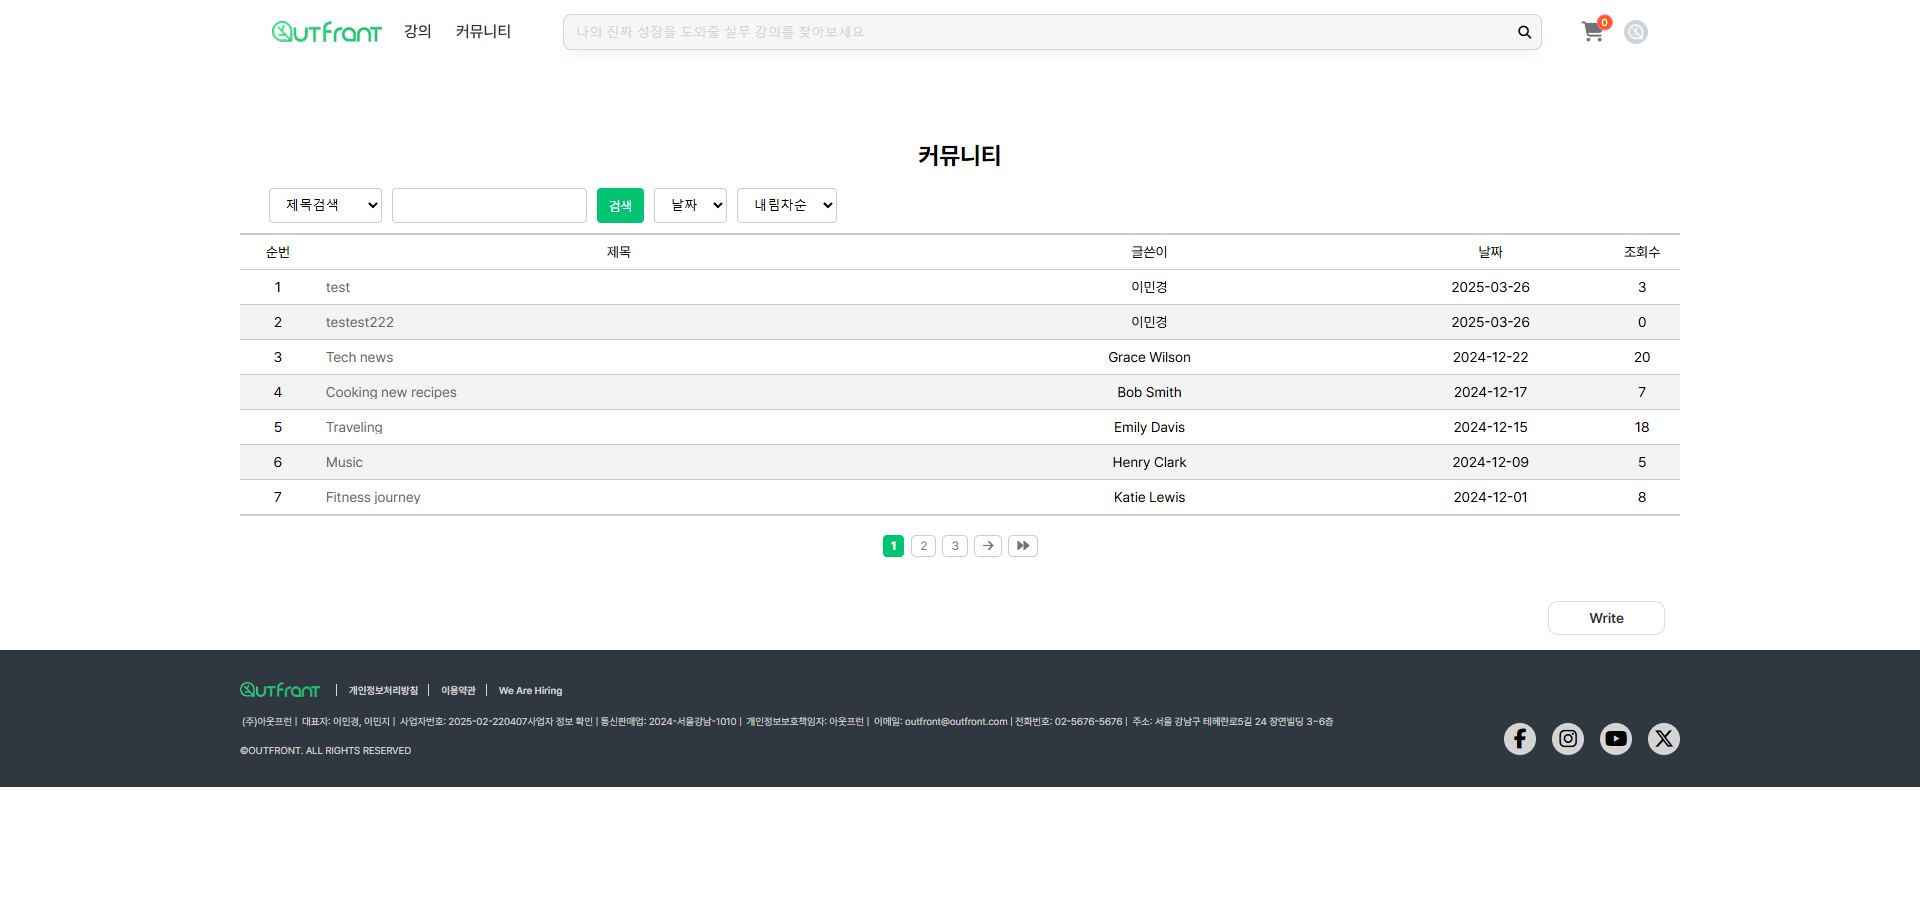 OUTFRANT 강의 커뮤니티 나의 진짜 성장을 도와줄 실무 강의를 찾아보세요 0
커뮤니티
제목검색 검색 날짜 내림차순
순번 제목 글쓴이 날짜 조회수
1 test 이민경 2025-03-26 3
2 testest222 이민경 2025-03-26 0
3 Tech news Grace Wilson 2024-12-22 20
4 Cooking new recipes Bob Smith 2024-12-17 7
5 Traveling Emily Davis 2024-12-15 18
6 Music Henry Clark 2024-12-09 5
7 Fitness journey Katie Lewis 2024-12-01 8
1 2 3
Write
OUTFRANT | 개인정보처리방침 | 이용약관 | We Are Hiring
(주)아웃프런 | 대표자: 이민경, 이민지 | 사업자번호: 2025-02-220407사업자 정보 확인 | 통신판매업: 2024-서울강남-1010 | 개인정보보호책임자: 아웃프런 | 이메일: outfront@outfront.com | 전화번호: 02-5676-5676 | 주소: 서울 강남구 테헤란로5길 24 장연빌딩 3~6층
©OUTFRONT. ALL RIGHTS RESERVED